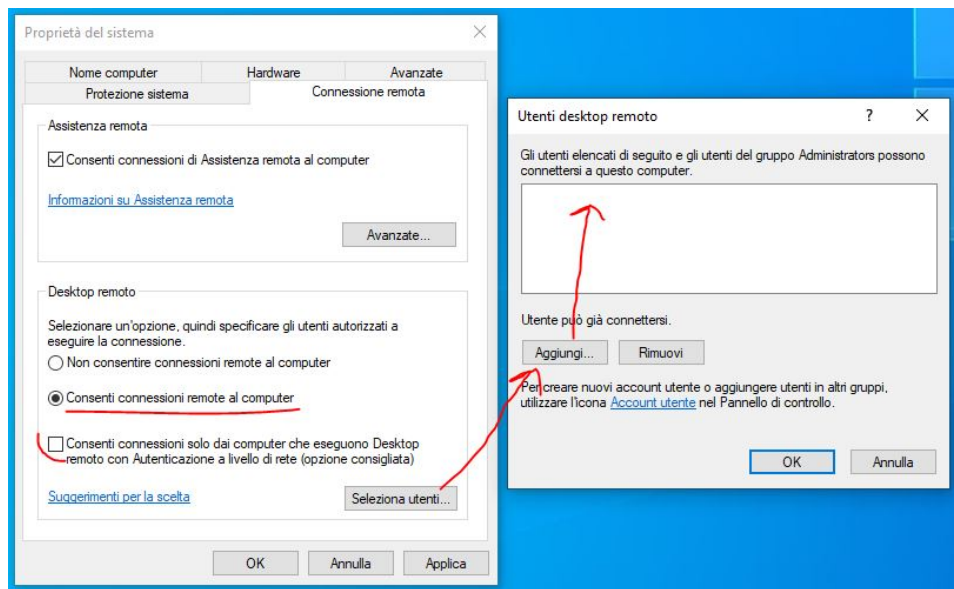 Proprietà del sistema
Nome computer
Hardware
Avanzate
Protezione sistema
Connessione remota
Assistenza remota
Consenti connessioni di Assistenza remota al computer
Informazioni su Assistenza remota
Avanzate...
Desktop remoto
Selezionare un'opzione, quindi specificare gli utenti autorizzati a
eseguire la connessione.
Non consentire connessioni remote al computer
Consenti connessioni remote al computer
Consenti connessioni solo dai computer che eseguono Desktop
remoto con Autenticazione a livello di rete (opzione consigliata)
Suggerimenti per la scelta
Seleziona utenti...
OK
Annulla
Applica
Utenti desktop remoto
?
Gli utenti elencati di seguito e gli utenti del gruppo Administrators possono
connettersi a questo computer.
Utente può già connettersi.
Aggiungi...
Rimuovi
Per creare nuovi account utente o aggiungere utenti in altri gruppi,
utilizzare l'icona Account utente nel Pannello di controllo.
OK
Annulla